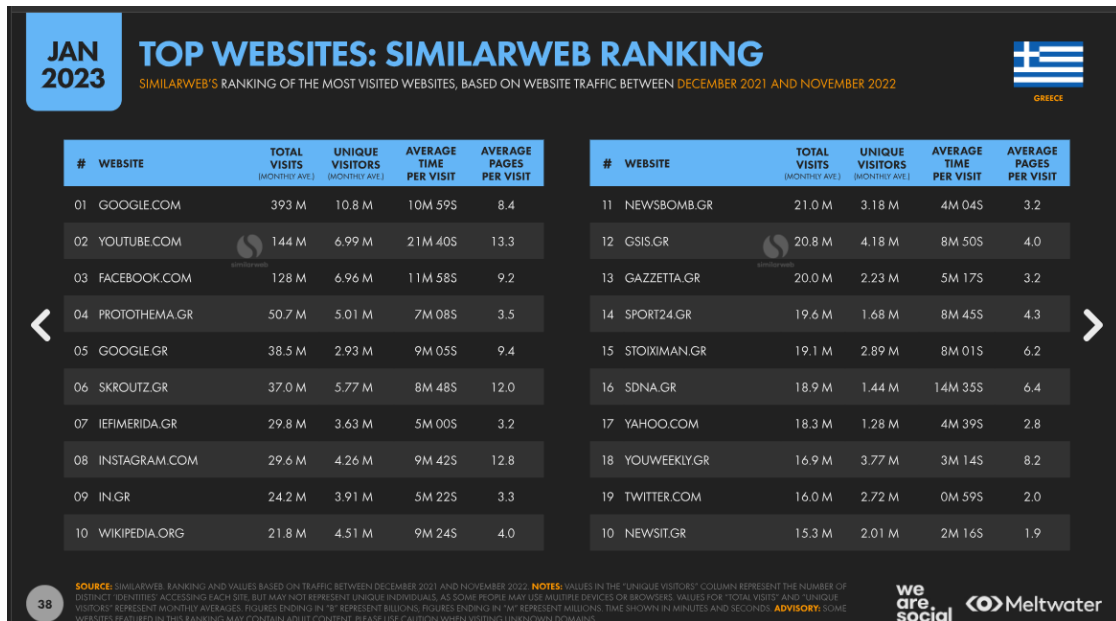 JAN
2023
TOP WEBSITES: SIMILARWEB RANKING
SIMILARWEB'S RANKING OF THE MOST VISITED WEBSITES, BASED ON WEBSITE TRAFFIC BETWEEN DECEMBER 2021 AND NOVEMBER 2022
GREECE
# WEBSITE TOTAL VISITS (MONTHLY AVE.) UNIQUE VISITORS (MONTHLY AVE.) AVERAGE TIME PER VISIT AVERAGE PAGES PER VISIT
01 GOOGLE.COM 393 M 10.8 M 10M 59S 8.4
02 YOUTUBE.COM 144 M 6.99 M 21M 40S 13.3
similarweb
03 FACEBOOK.COM 128 M 6.96 M 11M 58S 9.2
04 PROTOTHEMA.GR 50.7 M 5.01 M 7M 08S 3.5
05 GOOGLE.GR 38.5 M 2.93 M 9M 05S 9.4
06 SKROUTZ.GR 37.0 M 5.77 M 8M 48S 12.0
07 IEFIMERIDA.GR 29.8 M 3.63 M 5M 00S 3.2
08 INSTAGRAM.COM 29.6 M 4.26 M 9M 42S 12.8
09 IN.GR 24.2 M 3.91 M 5M 22S 3.3
10 WIKIPEDIA.ORG 21.8 M 4.51 M 9M 24S 4.0
# WEBSITE TOTAL VISITS (MONTHLY AVE.) UNIQUE VISITORS (MONTHLY AVE.) AVERAGE TIME PER VISIT AVERAGE PAGES PER VISIT
11 NEWSBOMB.GR 21.0 M 3.18 M 4M 04S 3.2
12 GSIS.GR 20.8 M 4.18 M 8M 50S 4.0
similarweb
13 GAZZETTA.GR 20.0 M 2.23 M 5M 17S 3.2
14 SPORT24.GR 19.6 M 1.68 M 8M 45S 4.3
15 STOIXIMAN.GR 19.1 M 2.89 M 8M 01S 6.2
16 SDNA.GR 18.9 M 1.44 M 14M 35S 6.4
17 YAHOO.COM 18.3 M 1.28 M 4M 39S 2.8
18 YOUWEEKLY.GR 16.9 M 3.77 M 3M 14S 8.2
19 TWITTER.COM 16.0 M 2.72 M 0M 59S 2.0
10 NEWSIT.GR 15.3 M 2.01 M 2M 16S 1.9
38
SOURCE: SIMILARWEB. RANKING AND VALUES BASED ON TRAFFIC BETWEEN DECEMBER 2021 AND NOVEMBER 2022. NOTES: VALUES IN THE "UNIQUE VISITORS" COLUMN REPRESENT THE NUMBER OF
DISTINCT 'IDENTITIES' ACCESSING EACH SITE, BUT MAY NOT REPRESENT UNIQUE INDIVIDUALS, AS SOME PEOPLE MAY USE MULTIPLE DEVICES OR BROWSERS. VALUES FOR "TOTAL VISITS" AND "UNIQUE
VISITORS" REPRESENT MONTHLY AVERAGES. FIGURES ENDING IN "B" REPRESENT BILLIONS; FIGURES ENDING IN "M" REPRESENT MILLIONS. TIME SHOWN IN MINUTES AND SECONDS. ADVISORY: SOME
WEBSITES FEATURED IN THIS RANKING MAY CONTAIN ADULT CONTENT. PLEASE USE CAUTION WHEN VISITING UNKNOWN DOMAINS.
we
are
social
Meltwater